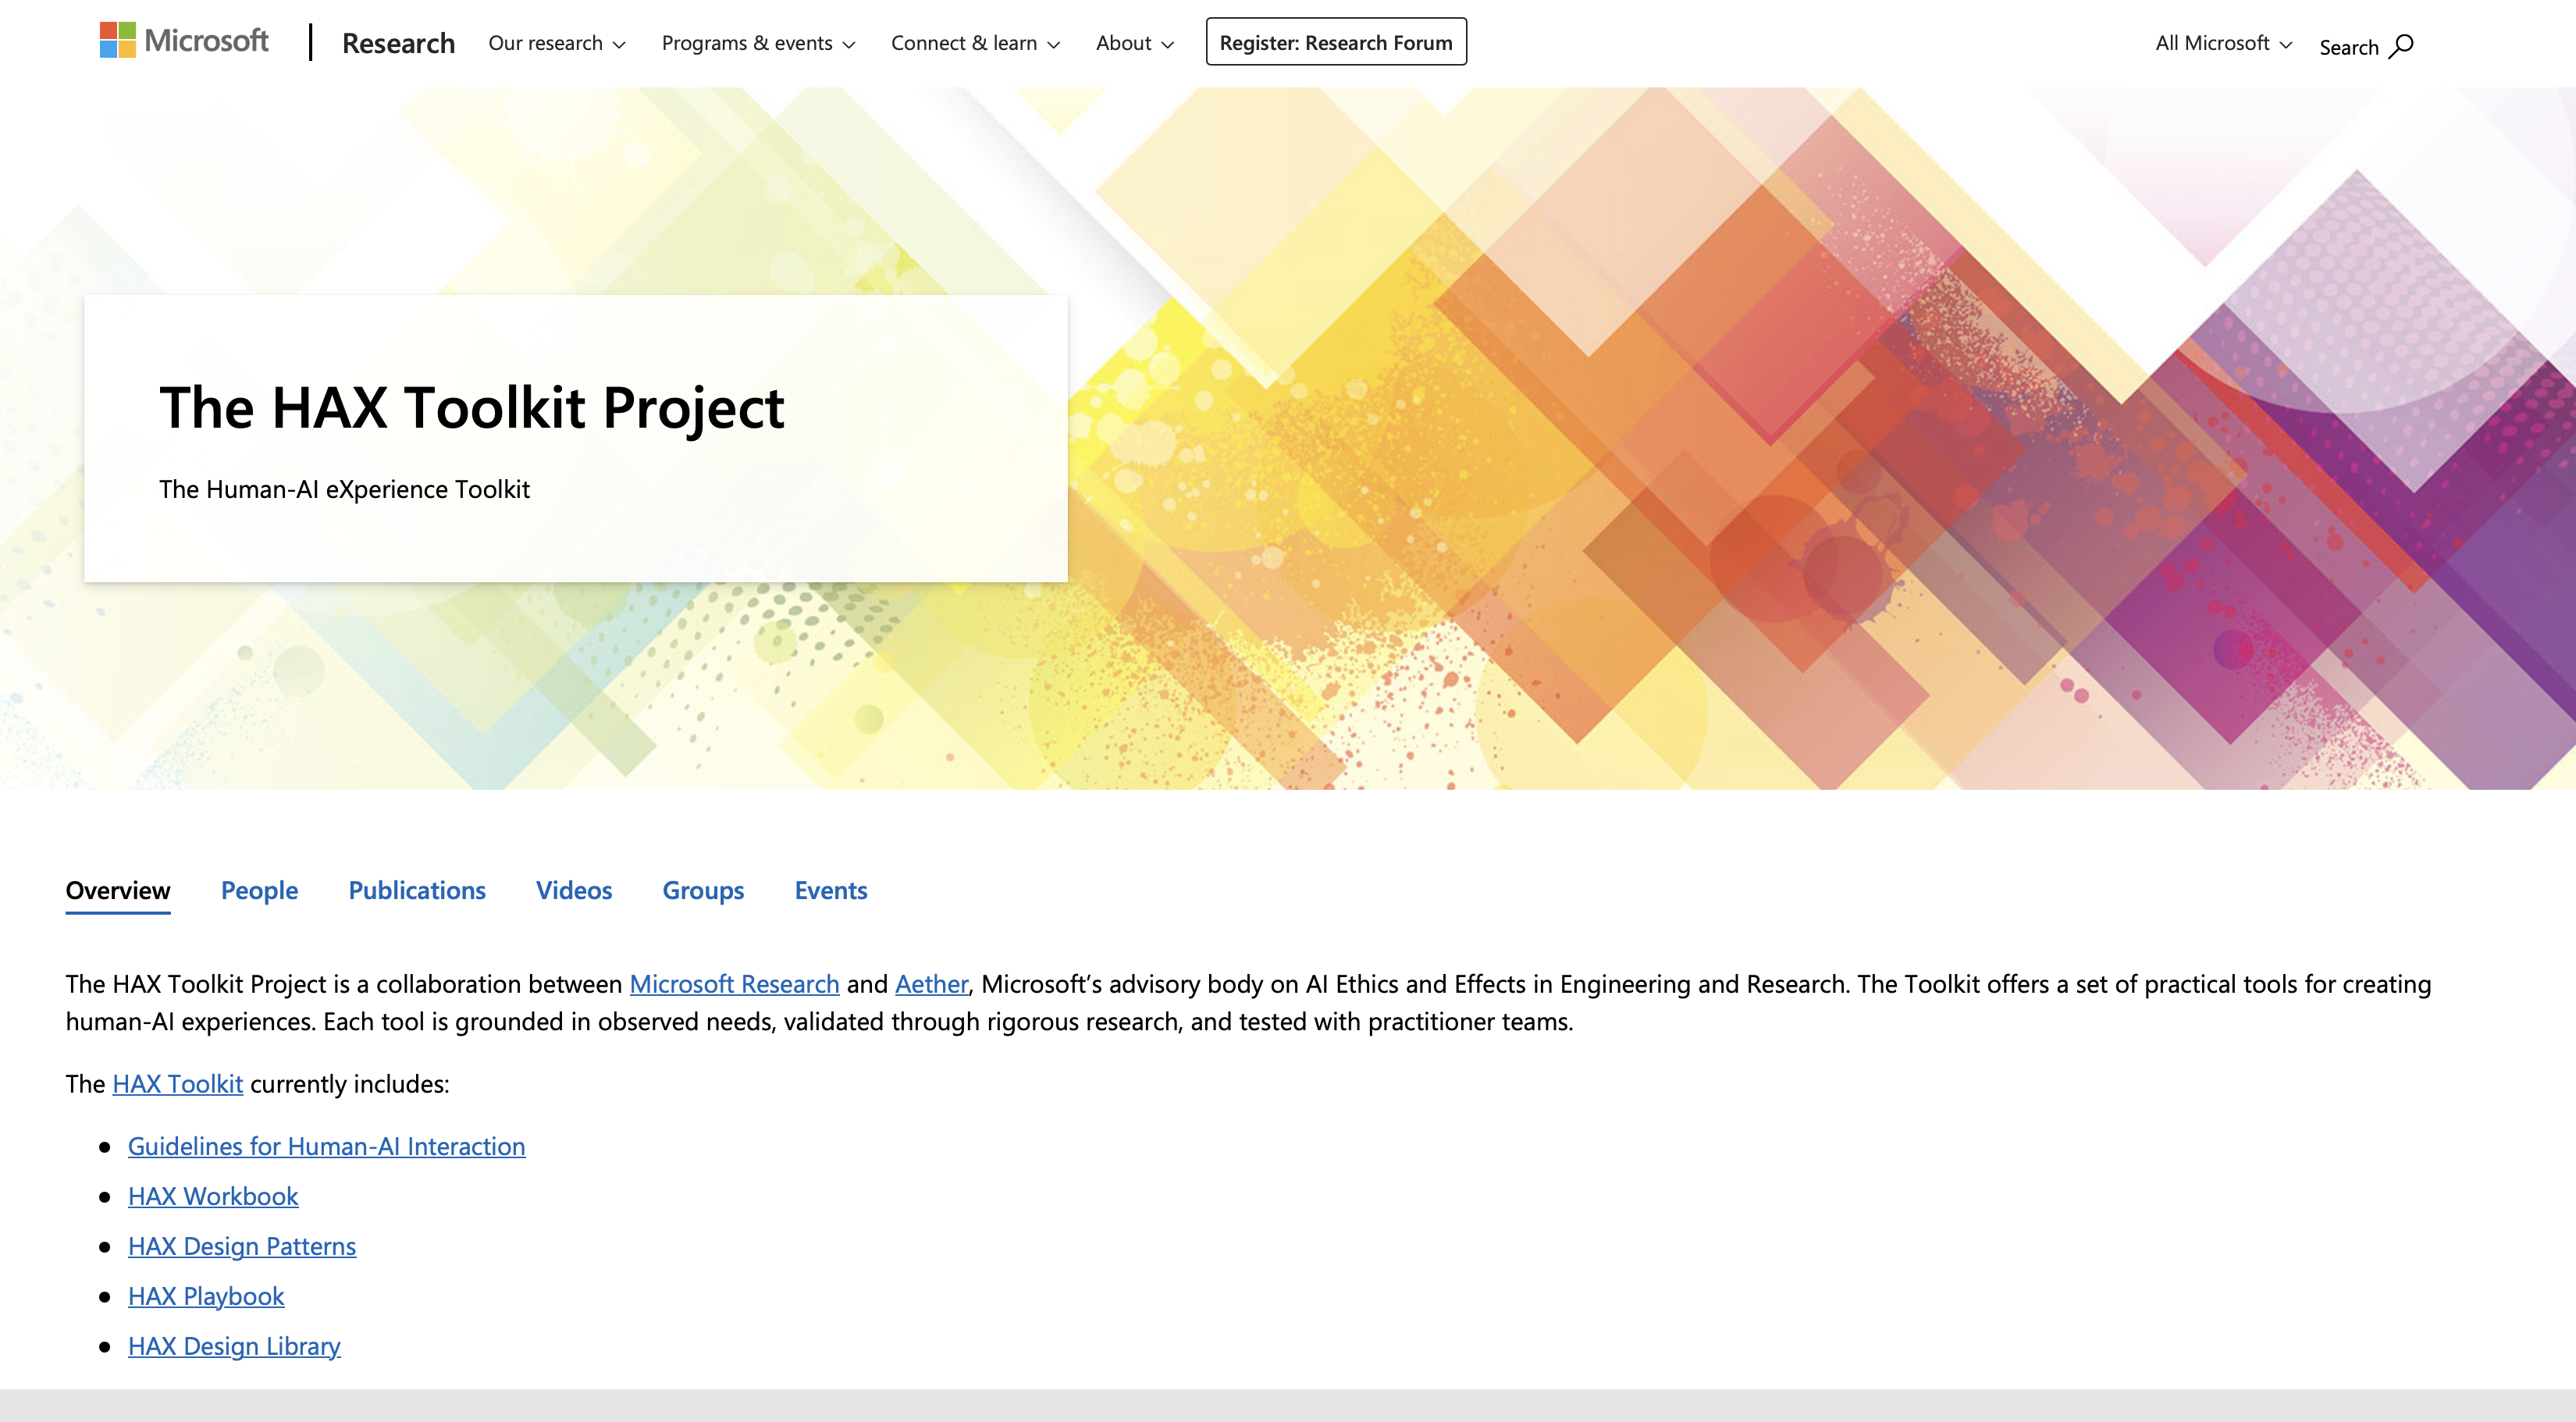 Microsoft Research Our research Programs & events Connect & learn About Register: Research Forum All Microsoft Search
The HAX Toolkit Project
The Human-AI eXperience Toolkit
Overview People Publications Videos Groups Events
The HAX Toolkit Project is a collaboration between Microsoft Research and Aether, Microsoft’s advisory body on AI Ethics and Effects in Engineering and Research. The Toolkit offers a set of practical tools for creating
human-AI experiences. Each tool is grounded in observed needs, validated through rigorous research, and tested with practitioner teams.
The HAX Toolkit currently includes:
Guidelines for Human-AI Interaction
HAX Workbook
HAX Design Patterns
HAX Playbook
HAX Design Library